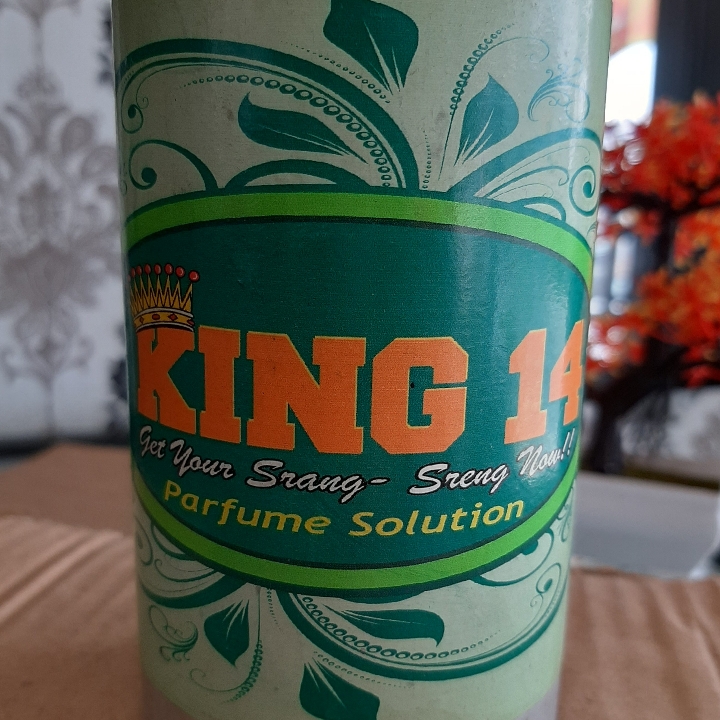 KING 14
Get Your Srang- Sreng Now!!
Parfume Solution